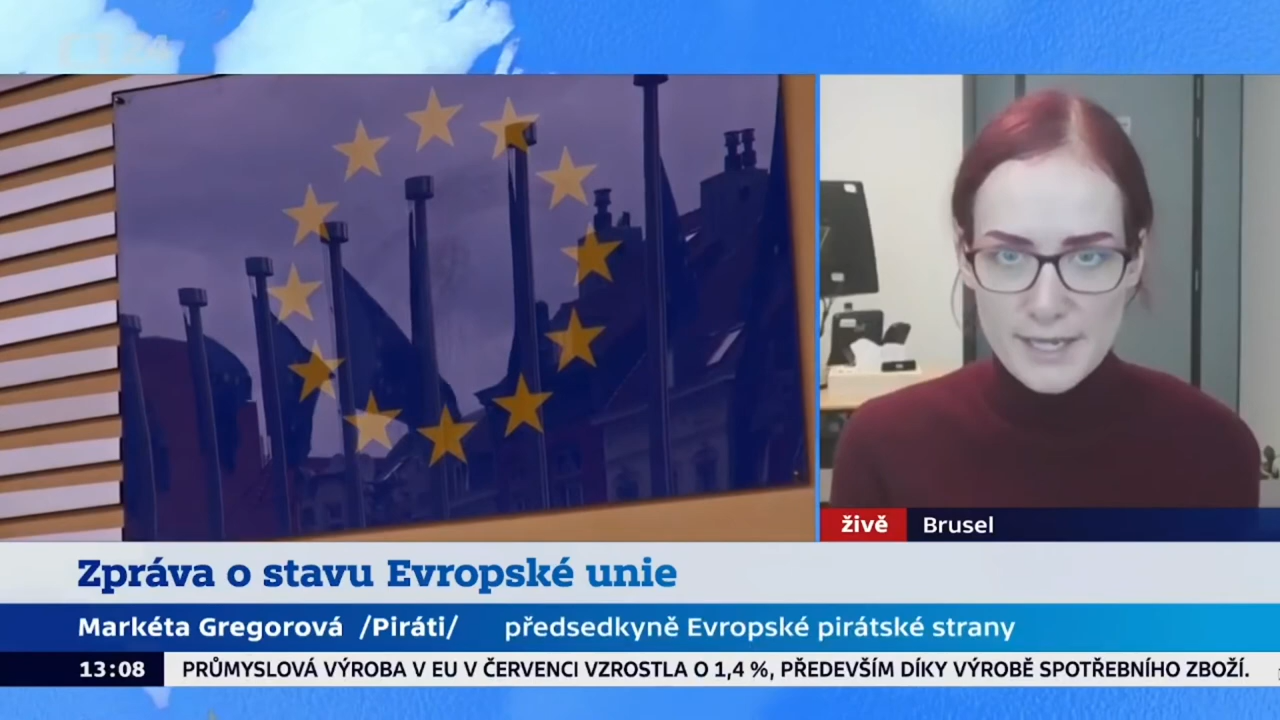 ČT24
živě
Brusel
Zpráva o stavu Evropské unie
Markéta Gregorová /Piráti/ předsedkyně Evropské pirátské strany
13:08 PRŮMYSLOVÁ VÝROBA V EU V ČERVENCI VZROSTLA O 1,4 %, PŘEDEVŠÍM DÍKY VÝROBĚ SPOTŘEBNÍHO ZBOŽÍ.